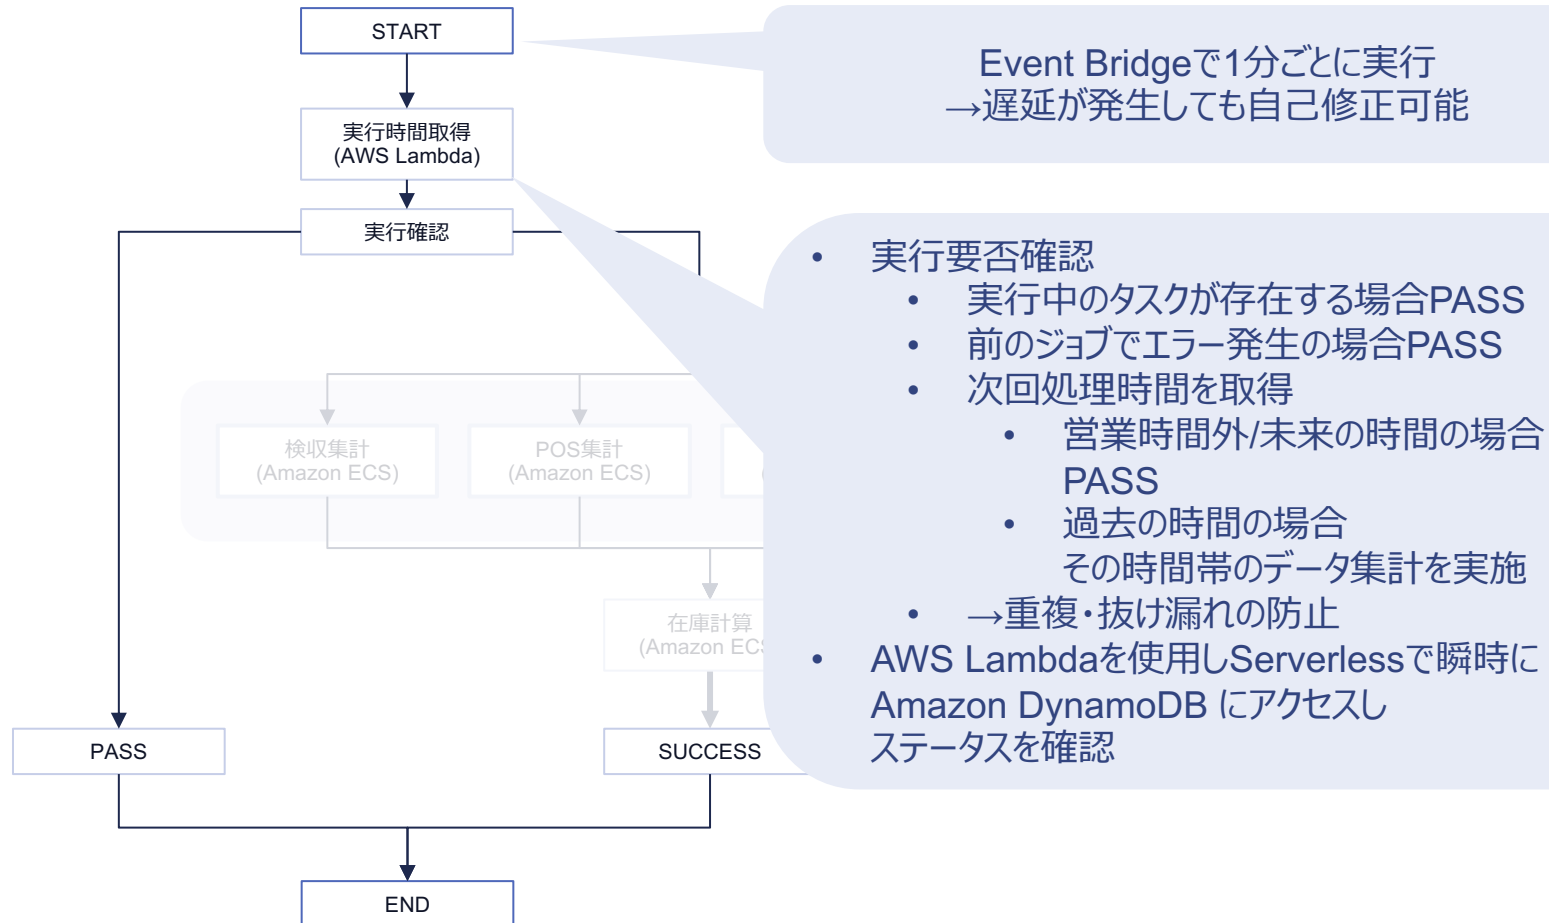 START
Event Bridgeで1分ごとに実行
→遅延が発生しても自己修正可能
実行時間取得
(AWS Lambda)
実行確認
• 実行要否確認
• 実行中のタスクが存在する場合PASS
• 前のジョブでエラー発生の場合PASS
• 次回処理時間を取得
• 営業時間外/未来の時間の場合
PASS
• 過去の時間の場合
その時間帯のデータ集計を実施
• →重複・抜け漏れの防止
• AWS Lambdaを使用しServerlessで瞬時に
Amazon DynamoDB にアクセスし
ステータスを確認
検収集計
(Amazon ECS)
POS集計
(Amazon ECS)
在庫計算
(Amazon EC
PASS
SUCCESS
END